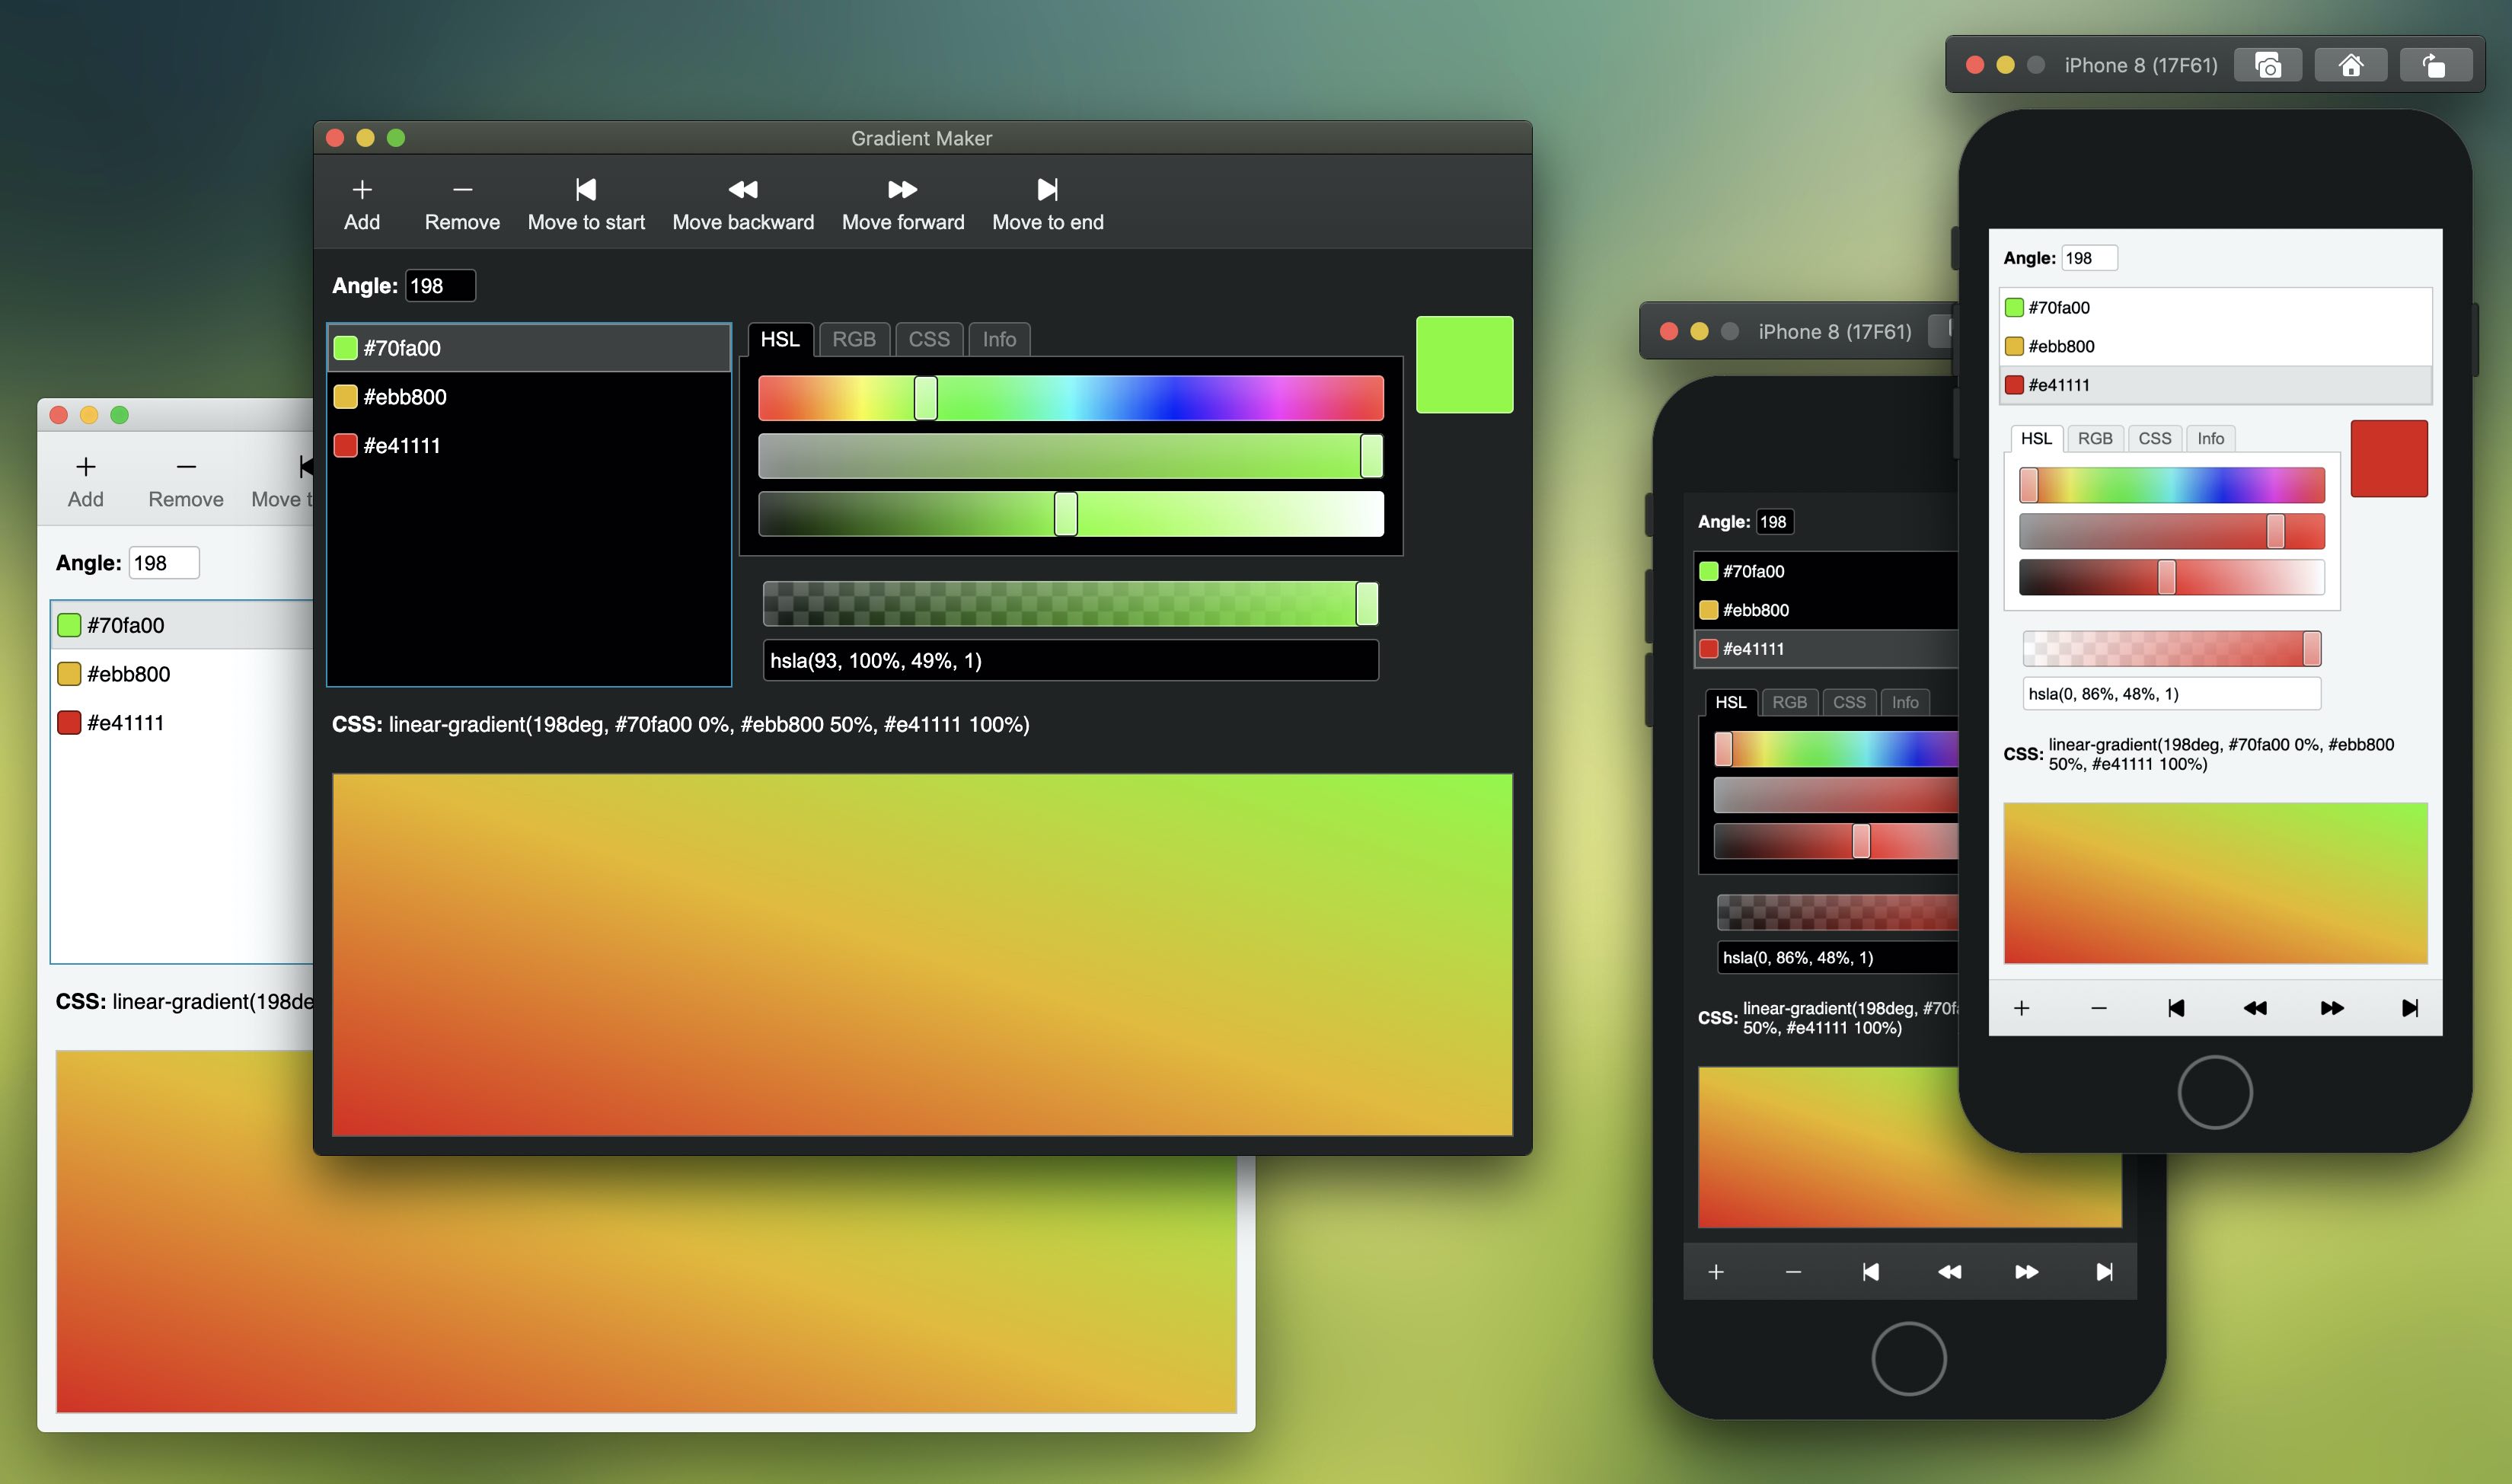 Gradient Maker
Add
Remove
Move to start
Move backward
Move forward
Move to end
Angle: 198
#70fa00
#ebb800
#e41111
HSL RGB CSS Info
hsla(93, 100%, 49%, 1)
CSS: linear-gradient(198deg, #70fa00 0%, #ebb800 50%, #e41111 100%)
Add
Remove
Move
Angle: 198
#70fa00
#ebb800
#e41111
CSS: linear-gradient(198de
iPhone 8 (17F61)
Angle: 198
#70fa00
#ebb800
#e41111
HSL RGB CSS Info
hsla(0, 86%, 48%, 1)
CSS: linear-gradient(198deg, #70f
50%, #e41111 100%)
iPhone 8 (17F61)
Angle: 198
#70fa00
#ebb800
#e41111
HSL RGB CSS Info
hsla(0, 86%, 48%, 1)
CSS: linear-gradient(198deg, #70fa00 0%, #ebb800
50%, #e41111 100%)